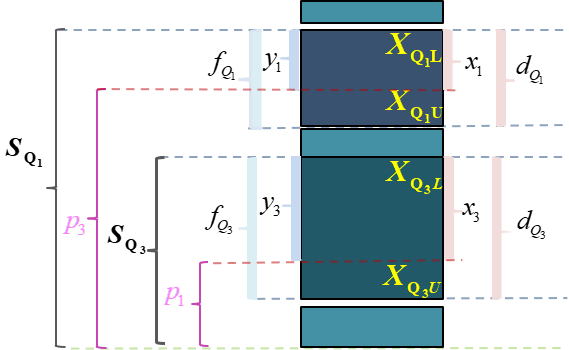 f_{Q_1} y_1 X_{Q_1L} x_1 d_{Q_1}
X_{Q_1U}
S_{Q_1}
X_{Q_3L}
p_3 S_{Q_3} f_{Q_3} y_3 x_3 d_{Q_3}
p_1 X_{Q_3U}